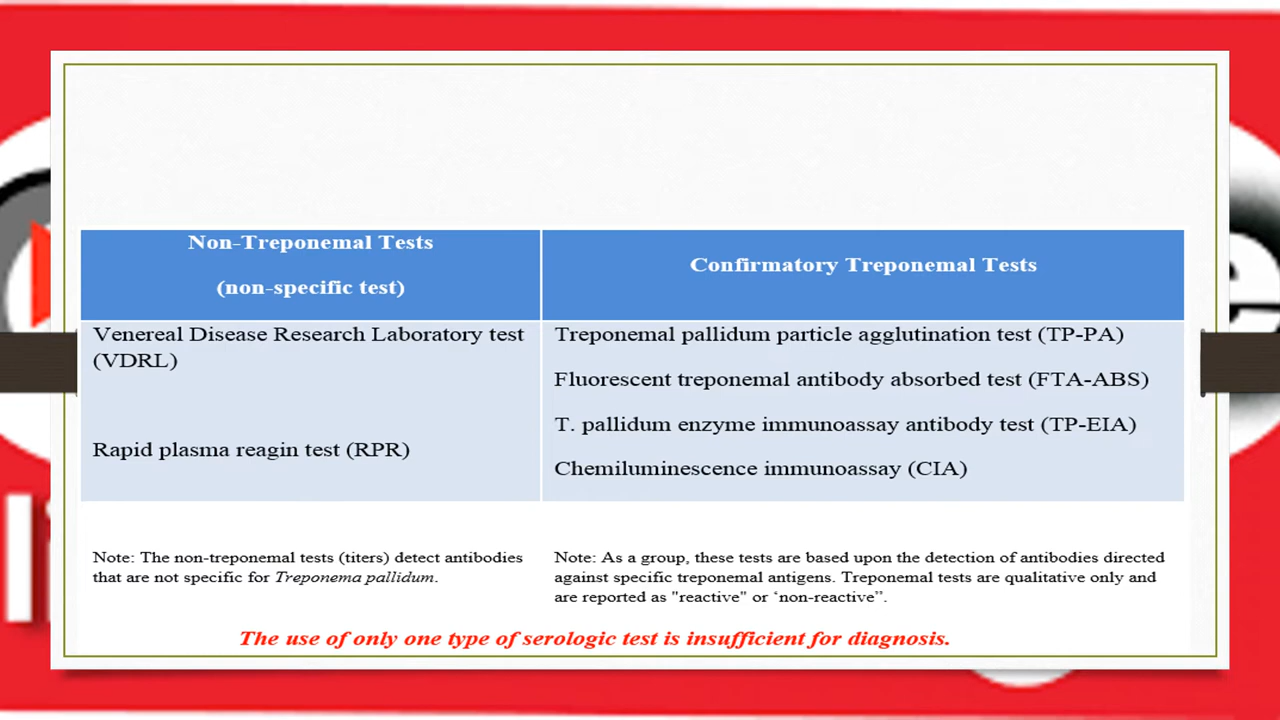 Non-Treponemal Tests
(non-specific test)
Confirmatory Treponemal Tests
Venereal Disease Research Laboratory test
(VDRL)
Rapid plasma reagin test (RPR)
Treponemal pallidum particle agglutination test (TP-PA)
Fluorescent treponemal antibody absorbed test (FTA-ABS)
T. pallidum enzyme immunoassay antibody test (TP-EIA)
Chemiluminescence immunoassay (CIA)
Note: The non-treponemal tests (titers) detect antibodies
that are not specific for Treponema pallidum.
Note: As a group, these tests are based upon the detection of antibodies directed
against specific treponemal antigens. Treponemal tests are qualitative only and
are reported as "reactive" or ‘non-reactive”.
The use of only one type of serologic test is insufficient for diagnosis.